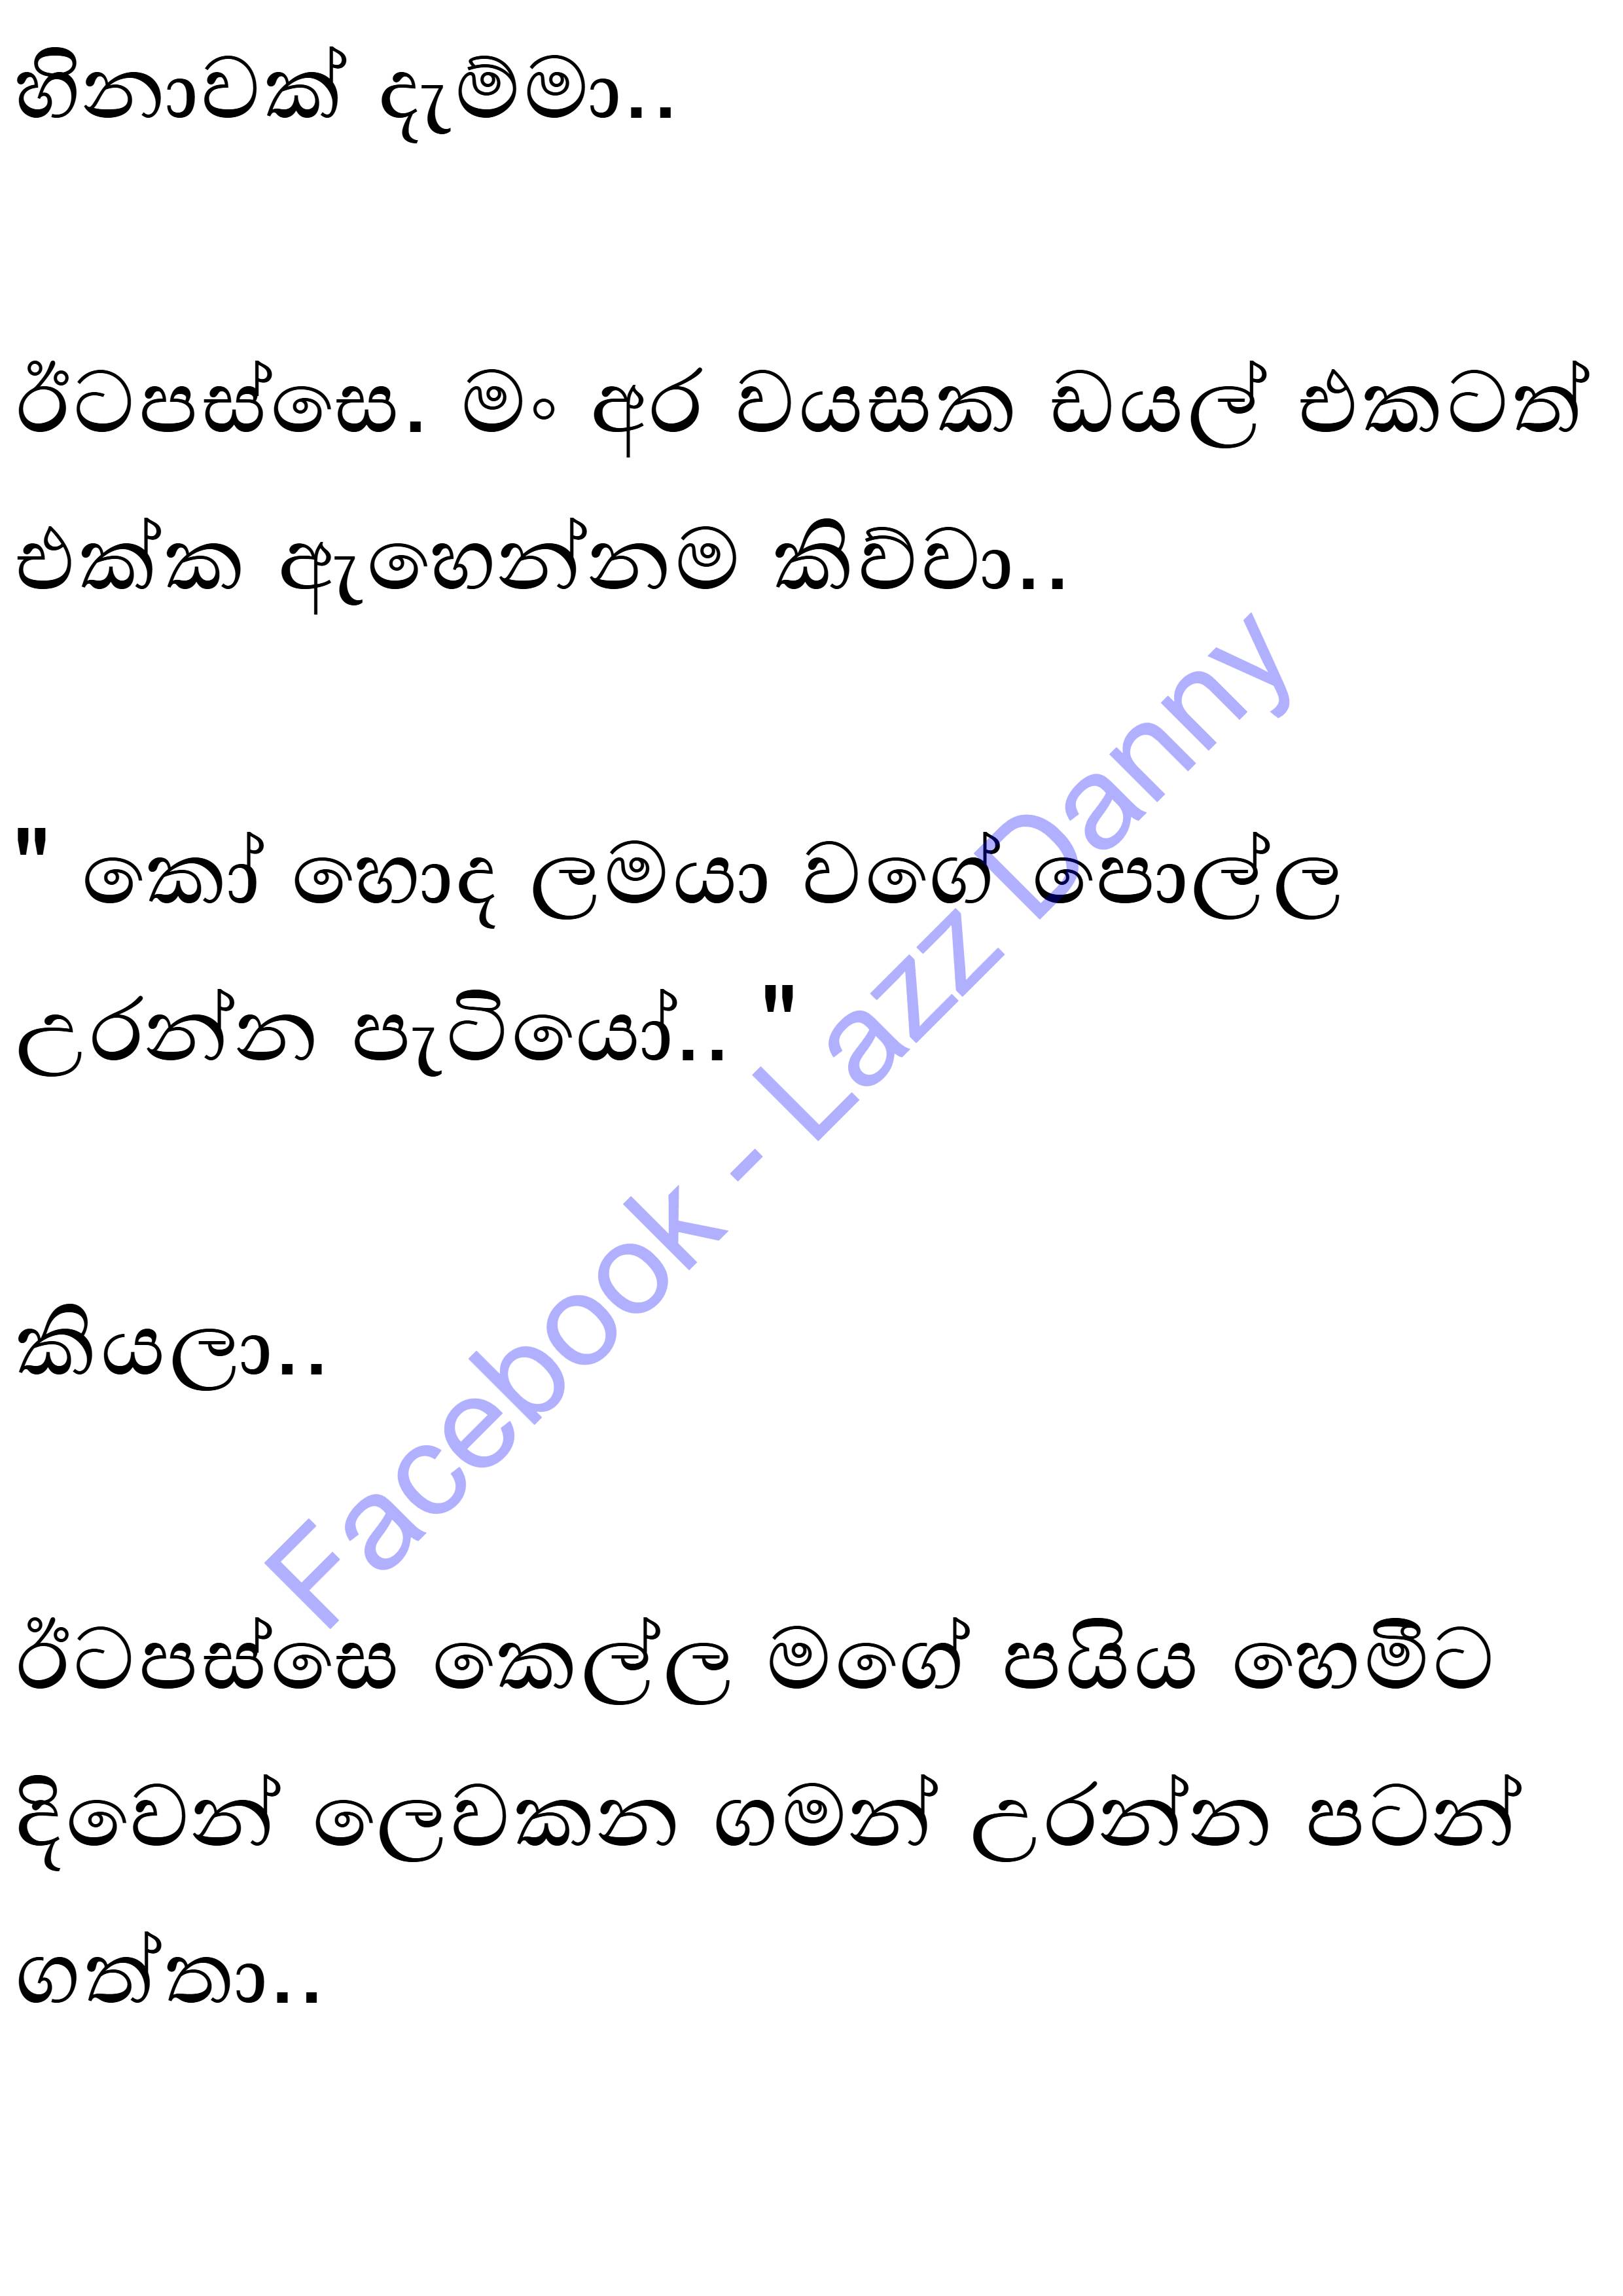 හිනාවක් දැම්මා..
ඊටපස්සෙ. මං අර වයසක ඩයල් එකටත්
එක්ක ඇහෙන්නම කිව්වා..
" කෝ හොද ලමයා වගේ පොල්ල
උරන්න පැටියෝ.. "
කියලා..
ඊටපස්සෙ කෙල්ල මගේ පයිය හෙමීට
දිවෙන් ලෙවකන ගමන් උරන්න පටන්
ගත්තා..
Facebook - Lazz Danny